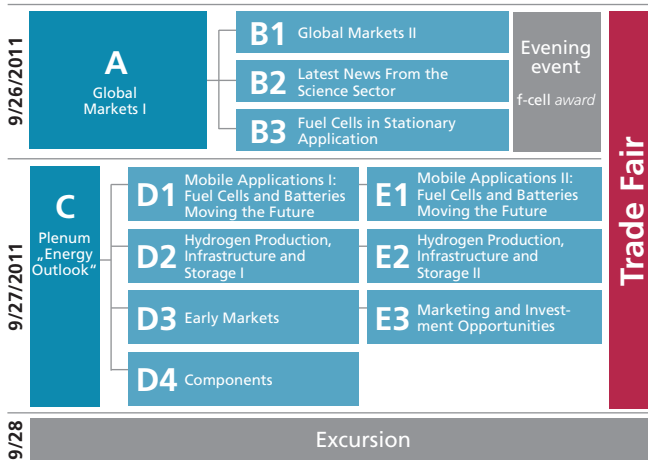 9/26/2011
A
Global
Markets I
B1 Global Markets II
B2 Latest News From the
Science Sector
B3 Fuel Cells in Stationary
Application
Evening
event
f-cell award
Trade Fair
9/27/2011
C
Plenum
„Energy
Outlook“
D1 Mobile Applications I:
Fuel Cells and Batteries
Moving the Future
E1 Mobile Applications II:
Fuel Cells and Batteries
Moving the Future
D2 Hydrogen Production,
Infrastructure and
Storage I
E2 Hydrogen Production,
Infrastructure and
Storage II
D3 Early Markets
E3 Marketing and Invest-
ment Opportunities
D4 Components
9/28
Excursion